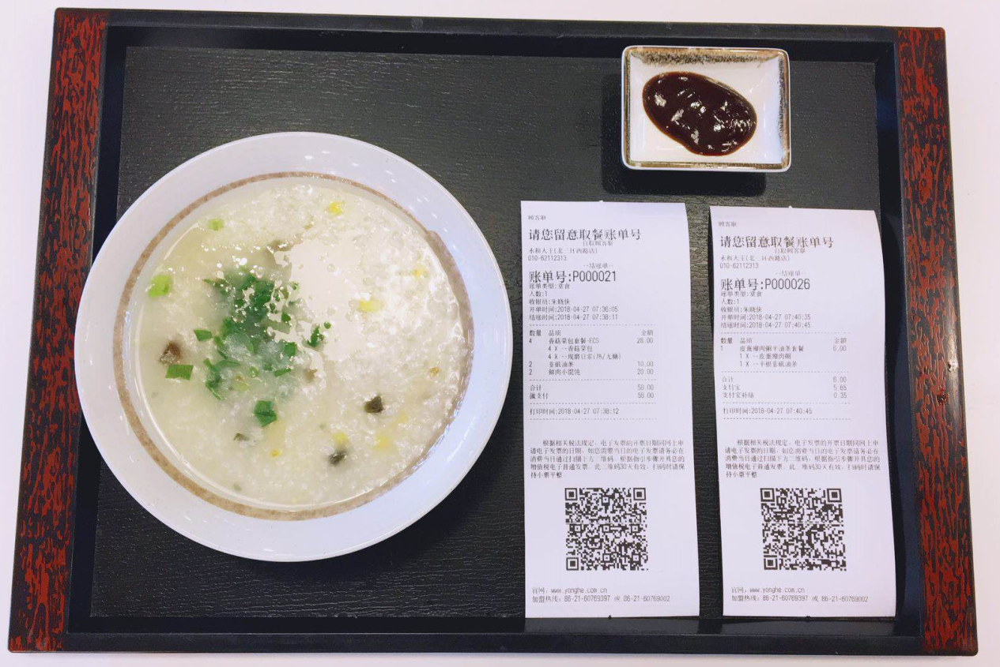 顾客联
请您留意取餐账单号
自取顾客联
永和大王(北三环西路店)
010-62112313
--结账单--
账单号:P000021
账单类型:堂食
人数:1
收银员:朱晓侠
开单时间:2018-04-27 07:36:05
结账时间:2018-04-27 07:38:11
数量 品项 金额
4 香菇菜包套餐-ECS 28.00
4 X 一香菇菜包
4 X 一现磨豆浆(热/无糖)
2 非矾油条 10.00
2 鲜肉小馄饨 20.00
合计 58.00
微支付 58.00
打印时间:2018-04-27 07:38:12
根据相关税法规定，电子发票的开票日期同网上申
请电子发票的日期，如您需要当日的电子发票请务必在
消费当日通过扫描下方二维码，根据指引步骤开具您的
增值税电子普通发票。此二维码30天有效，扫码时请保
持小票平整
官网：www.yonghe.com.cn
加盟热线：86-21-60769397 或 86-21-60769002
顾客联
请您留意取餐账单号
自取顾客联
永和大王(北三环西路店)
010-62112313
--结账单--
账单号:P000026
账单类型:堂食
人数:1
收银员:朱晓侠
开单时间:2018-04-27 07:40:35
结账时间:2018-04-27 07:40:45
数量 品项 金额
1 皮蛋瘦肉粥半油条套餐 6.00
1 X 一皮蛋瘦肉粥
1 X 一半根非矾油条
合计 6.00
支付宝 5.65
支付宝补贴 0.35
打印时间:2018-04-27 07:40:45
根据相关税法规定，电子发票的开票日期同网上申
请电子发票的日期，如您需要当日的电子发票请务必在
消费当日通过扫描下方二维码，根据指引步骤开具您的
增值税电子普通发票。此二维码30天有效，扫码时请保
持小票平整
官网：www.yonghe.com.cn
加盟热线：86-21-60769397 或 86-21-60769002